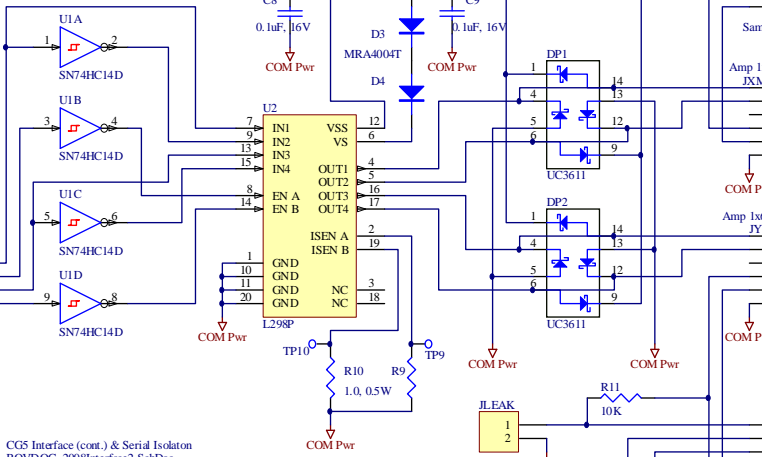 C8
0.1uF, 16V
COM Pwr
D3
MRA4004T
D4
C9
0.1uF, 16V
COM Pwr
U1A
1
2
SN74HC14D
U1B
3
4
SN74HC14D
U1C
5
6
SN74HC14D
U1D
9
8
SN74HC14D
U2
7 IN1 VSS 12
9 IN2 VS 6
13 IN3
15 IN4 OUT1 4
OUT2 5
8 EN A OUT3 16
14 EN B OUT4 17
ISEN A 2
ISEN B 19
1 GND
10 GND
11 GND NC 3
20 GND NC 18
L298P
COM Pwr
DP1
1
14
4
13
5
12
6
9
UC3611
DP2
1
14
4
13
5
12
6
9
UC3611
COM Pwr
COM Pwr
Sam
Amp 1x
JXM
COM P
Amp 1x6
JY
COM P
TP10
TP9
R10
R9
1.0, 0.5W
COM Pwr
R11
10K
JLEAK
1
2
CG5 Interface (cont.) & Serial Isolaton